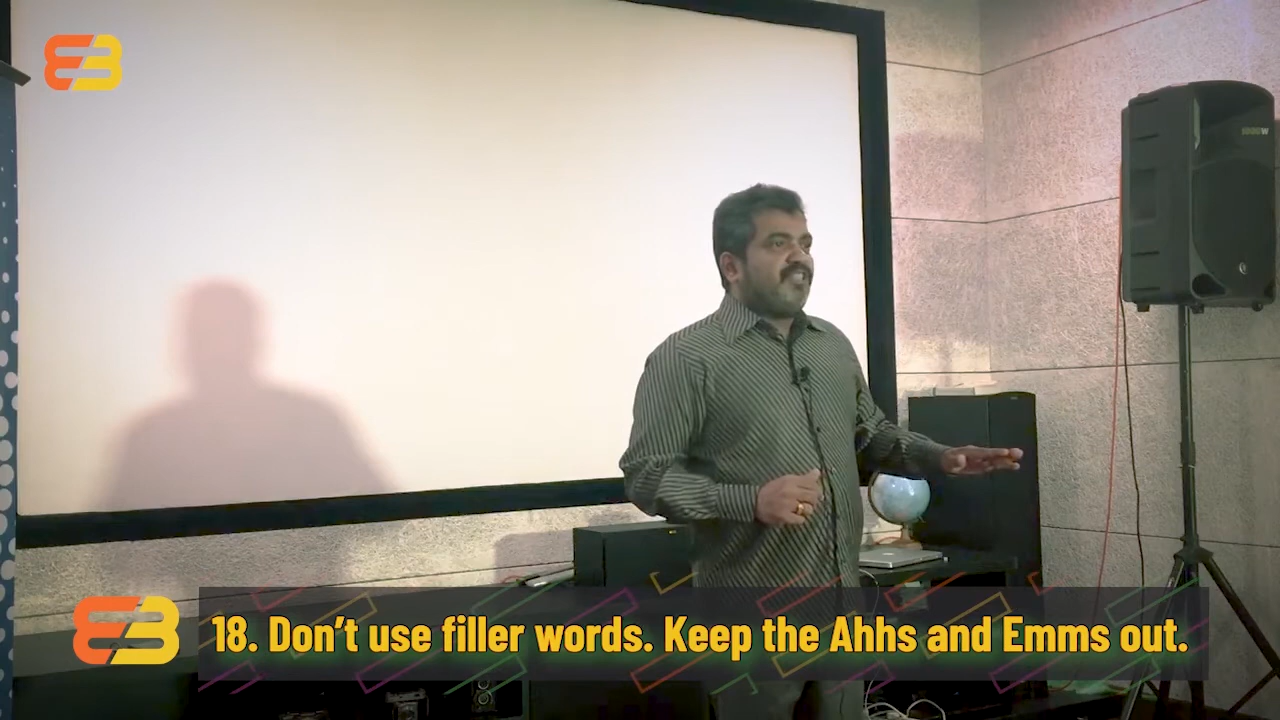 18. Don’t use filler words. Keep the Ahhs and Emms out.